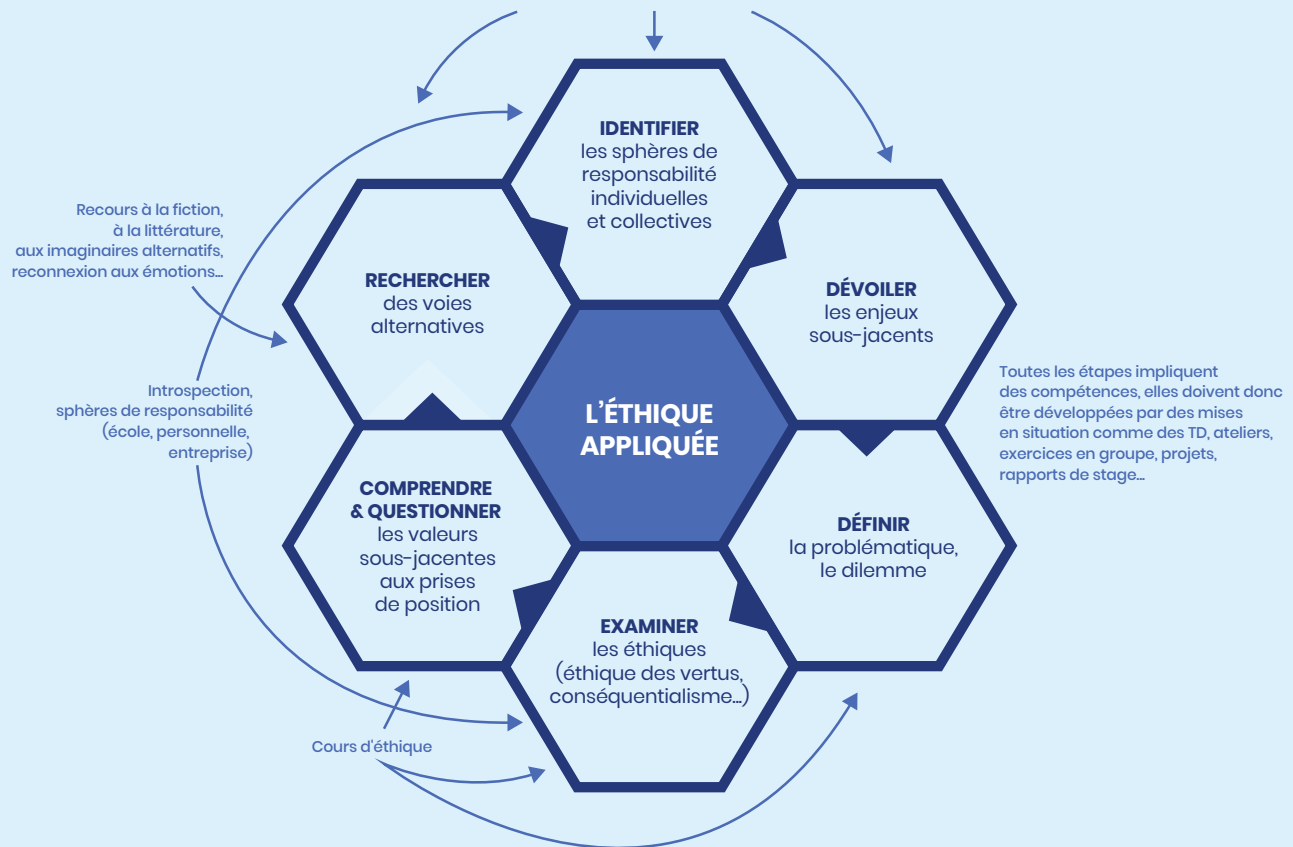 IDENTIFIER
les sphères de
responsabilité
individuelles
et collectives
Recours à la fiction,
à la littérature,
aux imaginaires alternatifs,
reconnexion aux émotions...
RECHERCHER
des voies
alternatives
DÉVOILER
les enjeux
sous-jacents
Introspection,
sphères de responsabilité
(école, personnelle,
entreprise)
L'ÉTHIQUE
APPLIQUÉE
Toutes les étapes impliquent
des compétences, elles doivent donc
être développées par des mises
en situation comme des TD, ateliers,
exercices en groupe, projets,
rapports de stage...
COMPRENDRE
& QUESTIONNER
les valeurs
sous-jacentes
aux prises
de position
DÉFINIR
la problématique,
le dilemme
EXAMINER
les éthiques
(éthique des vertus,
conséquentialisme...)
Cours d'éthique